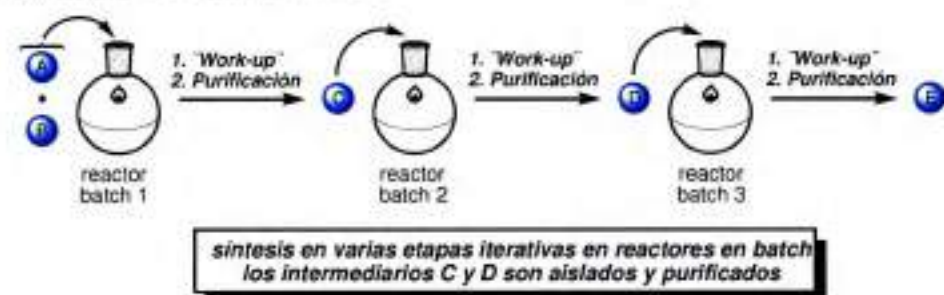 A
B
1. "Work-up"
2. Purificación
C
1. "Work-up"
2. Purificación
D
1. "Work-up"
2. Purificación
E
reactor
batch 1
reactor
batch 2
reactor
batch 3
síntesis en varias etapas iterativas en reactores en batch
los intermediarios C y D son aislados y purificados